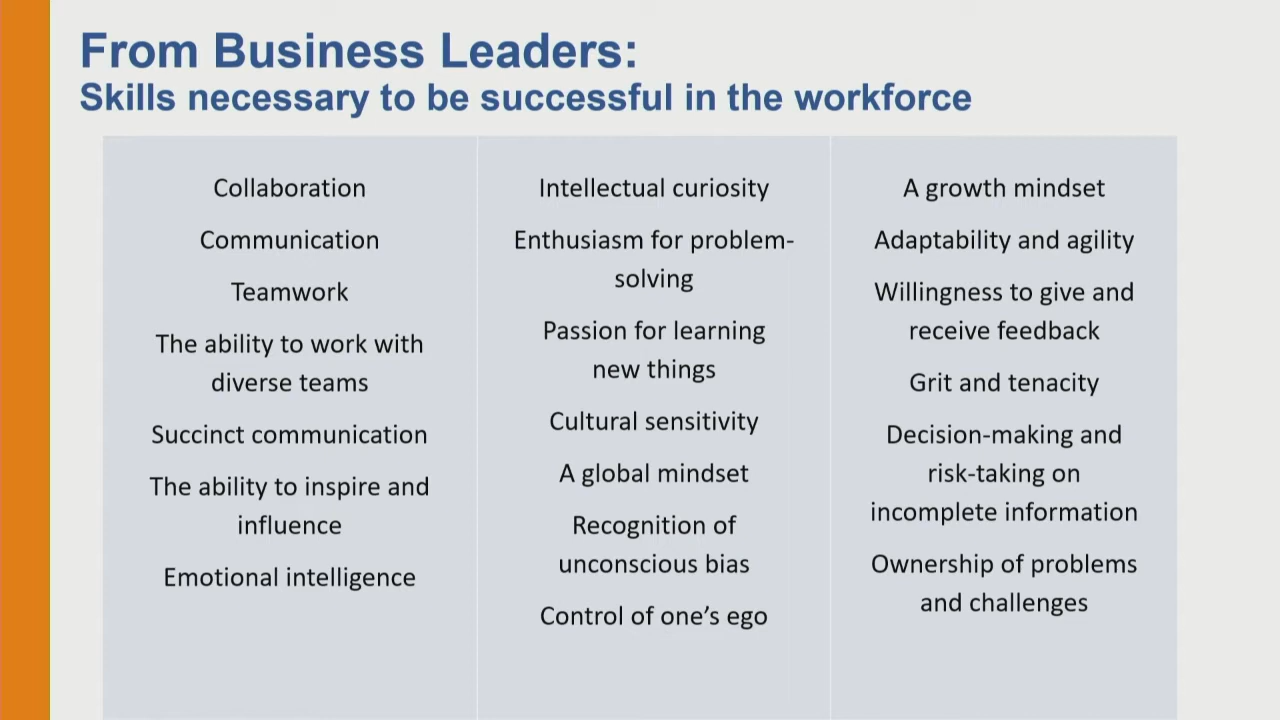 From Business Leaders:
Skills necessary to be successful in the workforce
Collaboration
Communication
Teamwork
The ability to work with
diverse teams
Succinct communication
The ability to inspire and
influence
Emotional intelligence
Intellectual curiosity
Enthusiasm for problem-
solving
Passion for learning
new things
Cultural sensitivity
A global mindset
Recognition of
unconscious bias
Control of one’s ego
A growth mindset
Adaptability and agility
Willingness to give and
receive feedback
Grit and tenacity
Decision-making and
risk-taking on
incomplete information
Ownership of problems
and challenges